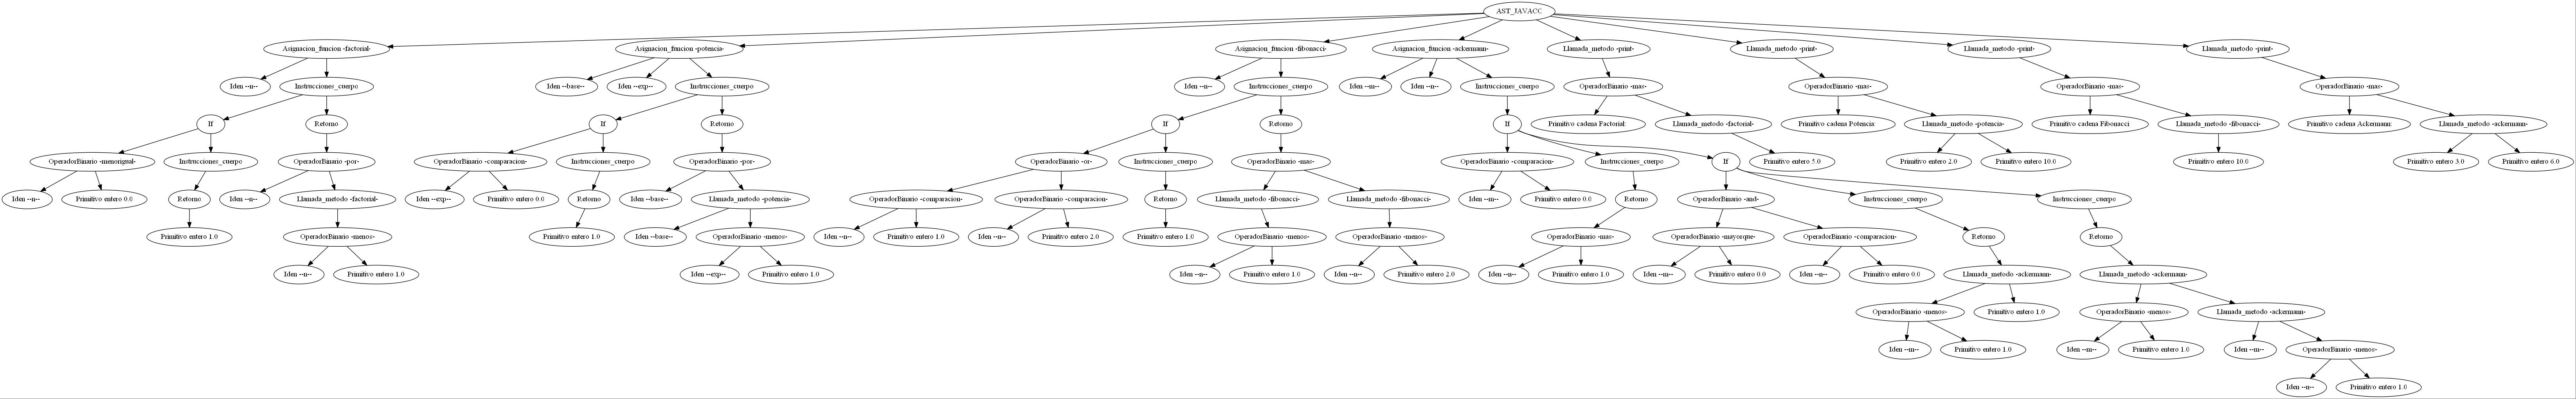 AST_JAVACC
Asignacion_funcion -factorial-
Asignacion_funcion -potencia-
Asignacion_funcion -fibonacci-
Asignacion_funcion -ackermann-
Llamada_metodo -print-
Llamada_metodo -print-
Llamada_metodo -print-
Llamada_metodo -print-
Iden --n--
Instrucciones_cuerpo
Iden --base--
Iden --exp--
Instrucciones_cuerpo
Iden --n--
Instrucciones_cuerpo
Iden --m--
Iden --n--
Instrucciones_cuerpo
OperadorBinario -mas-
OperadorBinario -mas-
OperadorBinario -mas-
OperadorBinario -mas-
If
Retorno
If
Retorno
If
Retorno
If
Primitivo cadena Factorial:
Llamada_metodo -factorial-
Primitivo cadena Potencia:
Llamada_metodo -potencia-
Primitivo cadena Fibonacci
Llamada_metodo -fibonacci-
Primitivo cadena Ackermann:
Llamada_metodo -ackermann-
OperadorBinario -menorigual-
Instrucciones_cuerpo
OperadorBinario -por-
OperadorBinario -comparacion-
Instrucciones_cuerpo
OperadorBinario -por-
OperadorBinario -or-
Instrucciones_cuerpo
OperadorBinario -mas-
OperadorBinario -comparacion-
Instrucciones_cuerpo
If
Primitivo entero 5.0
Primitivo entero 2.0
Primitivo entero 10.0
Primitivo entero 10.0
Primitivo entero 3.0
Primitivo entero 6.0
Iden --n--
Primitivo entero 0.0
Retorno
Iden --n--
Llamada_metodo -factorial-
Iden --exp--
Primitivo entero 0.0
Retorno
Iden --base--
Llamada_metodo -potencia-
OperadorBinario -comparacion-
OperadorBinario -comparacion-
Retorno
Llamada_metodo -fibonacci-
Llamada_metodo -fibonacci-
Iden --m--
Primitivo entero 0.0
Retorno
OperadorBinario -and-
Instrucciones_cuerpo
Instrucciones_cuerpo
Primitivo entero 1.0
OperadorBinario -menos-
Primitivo entero 1.0
Iden --base--
OperadorBinario -menos-
Iden --n--
Primitivo entero 1.0
Iden --n--
Primitivo entero 2.0
Primitivo entero 1.0
OperadorBinario -menos-
OperadorBinario -menos-
OperadorBinario -mas-
OperadorBinario -mayorque-
OperadorBinario -comparacion-
Retorno
Retorno
Iden --n--
Primitivo entero 1.0
Iden --exp--
Primitivo entero 1.0
Iden --n--
Primitivo entero 1.0
Iden --n--
Primitivo entero 2.0
Iden --n--
Primitivo entero 1.0
Iden --m--
Primitivo entero 0.0
Iden --n--
Primitivo entero 0.0
Llamada_metodo -ackermann-
Llamada_metodo -ackermann-
OperadorBinario -menos-
Primitivo entero 1.0
OperadorBinario -menos-
Llamada_metodo -ackermann-
Iden --m--
Primitivo entero 1.0
Iden --m--
Primitivo entero 1.0
Iden --m--
OperadorBinario -menos-
Iden --n--
Primitivo entero 1.0